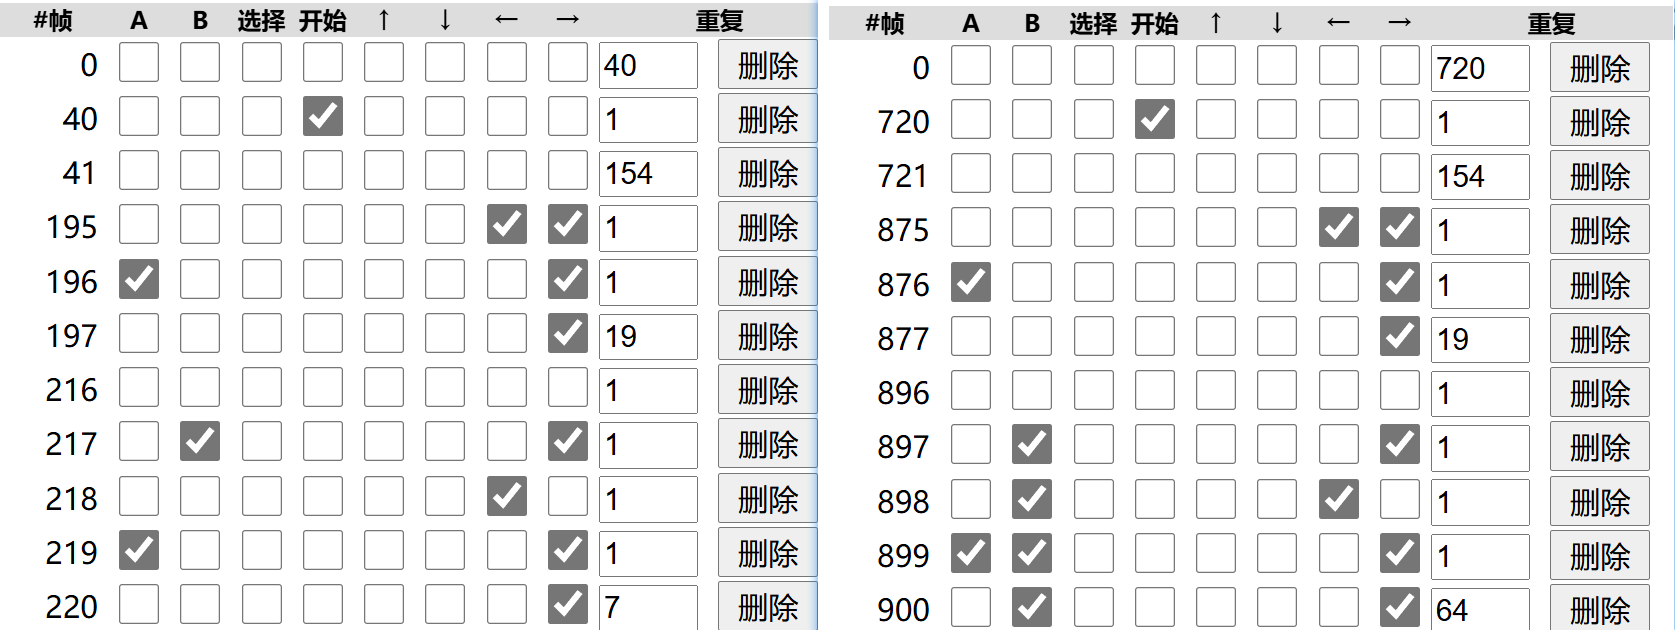 #帧 A B 选择 开始 ↑ ↓ ← → 重复
0 40 删除
40 1 删除
41 154 删除
195 1 删除
196 1 删除
197 19 删除
216 1 删除
217 1 删除
218 1 删除
219 1 删除
220 7 删除
#帧 A B 选择 开始 ↑ ↓ ← → 重复
0 720 删除
720 1 删除
721 154 删除
875 1 删除
876 1 删除
877 19 删除
896 1 删除
897 1 删除
898 1 删除
899 1 删除
900 64 删除